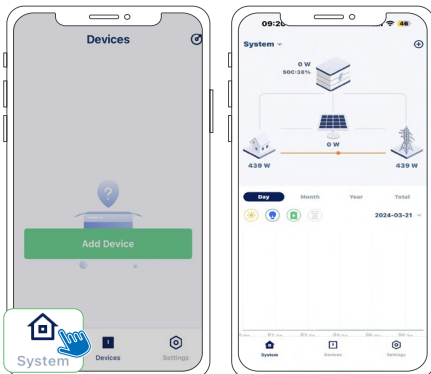 Devices
?
Add Device
System
Devices
Settings
46
System
0 W
SOC:38%
0 W
439 W
439 W
Day
Month
Year
Total
2024-03-21
System
Devices
Settings